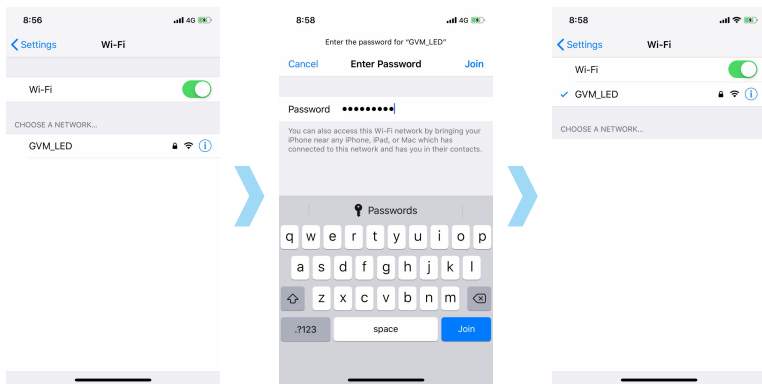 8:56
4G
Settings
Wi-Fi
Wi-Fi
CHOOSE A NETWORK...
GVM_LED
8:58
4G
Enter the password for “GVM_LED”
Cancel
Enter Password
Join
Password
You can also access this Wi-Fi network by bringing your
iPhone near any iPhone, iPad, or Mac which has
connected to this network and has you in their contacts.
Passwords
q w e r t y u i o p
a s d f g h j k l
z x c v b n m
.?123
space
Join
8:58
Settings
Wi-Fi
Wi-Fi
GVM_LED
CHOOSE A NETWORK...